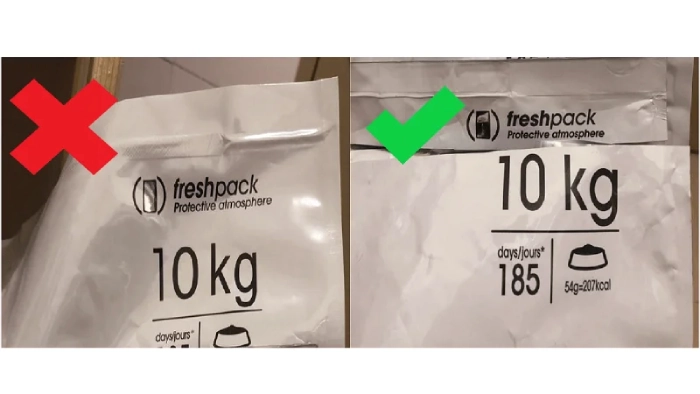 freshpack
Protective atmosphere
10 kg
days/jours*
freshpack
Protective atmosphere
10 kg
days/jours*
185
54g=207kcal